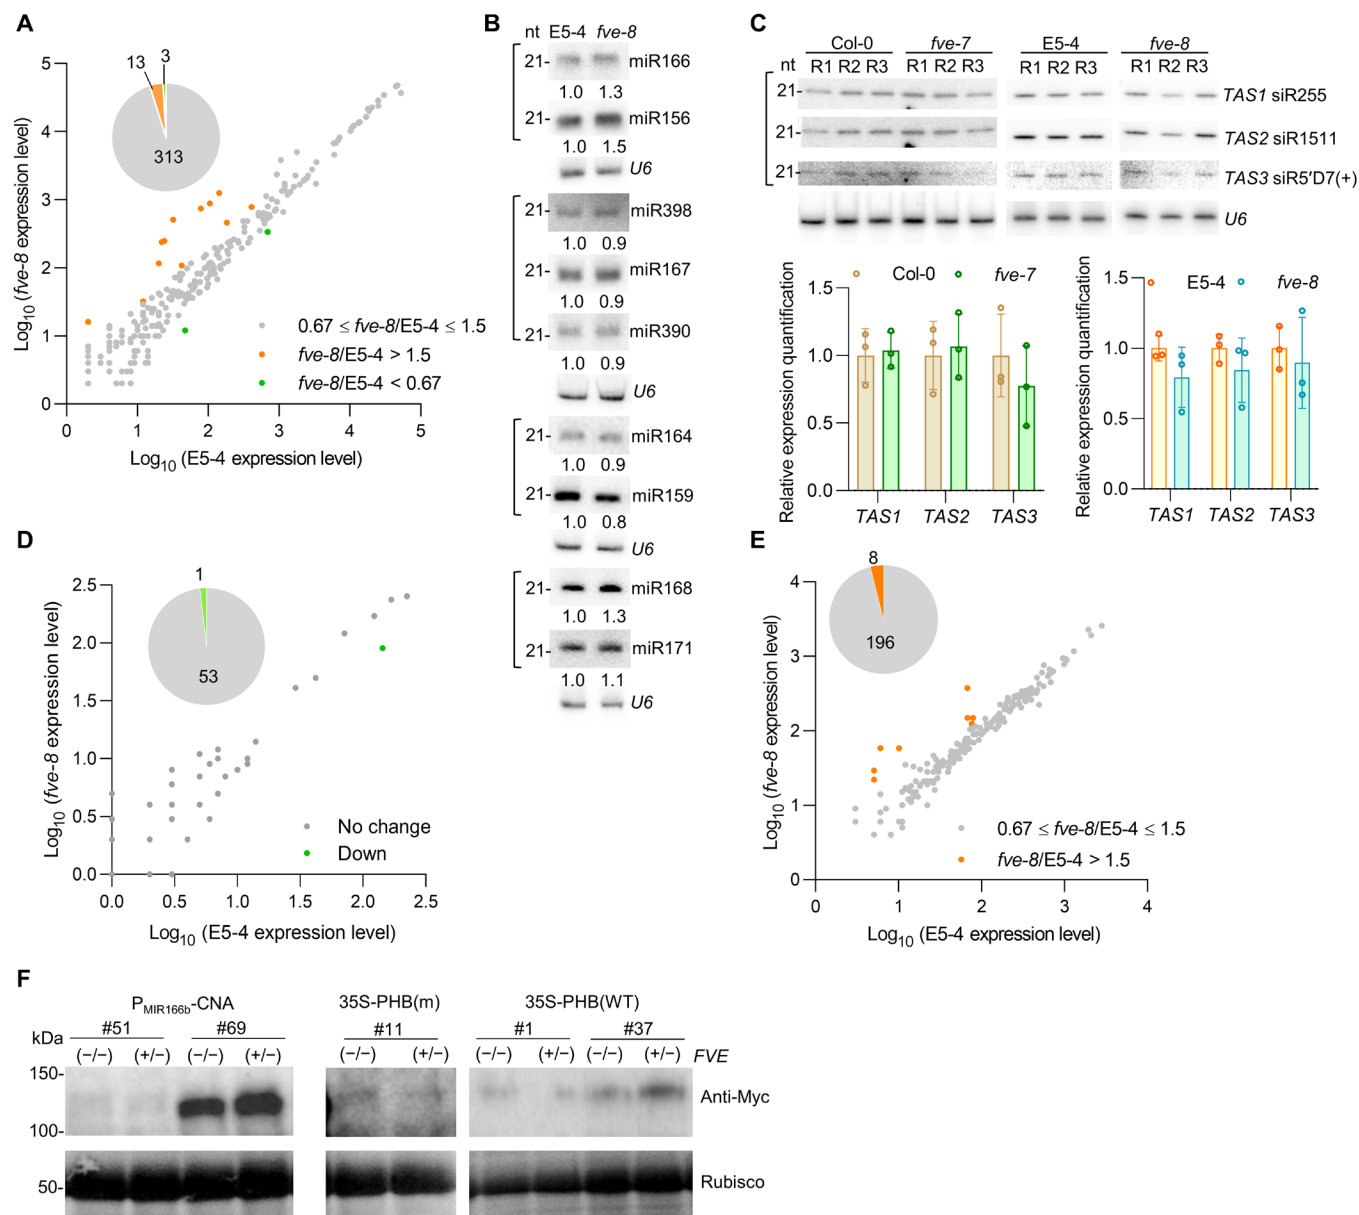 A
Log10 (fve-8 expression level)
5
4
3
2
1
0
13
3
313
0.67 ≤ fve-8/E5-4 ≤ 1.5
fve-8/E5-4 > 1.5
fve-8/E5-4 < 0.67
0 1 2 3 4 5
Log10 (E5-4 expression level)
B
nt E5-4 fve-8
21- miR166
1.0 1.3
21- miR156
1.0 1.5
U6
21- miR398
1.0 0.9
21- miR167
1.0 0.9
21- miR390
1.0 0.9
U6
21- miR164
1.0 0.9
21- miR159
1.0 0.8
U6
21- miR168
1.0 1.3
21- miR171
1.0 1.1
U6
C
Col-0 fve-7 E5-4 fve-8
nt R1 R2 R3 R1 R2 R3 R1 R2 R3 R1 R2 R3
21- TAS1 siR255
21- TAS2 siR1511
21- TAS3 siR5′D7(+)
U6
Relative expression quantification
1.5
1.0
0.5
0.0
Col-0 fve-7
TAS1 TAS2 TAS3
Relative expression quantification
1.5
1.0
0.5
0.0
E5-4 fve-8
TAS1 TAS2 TAS3
D
Log10 (fve-8 expression level)
2.5
2.0
1.5
1.0
0.5
0.0
1
53
No change
Down
0.0 0.5 1.0 1.5 2.0 2.5
Log10 (E5-4 expression level)
E
Log10 (fve-8 expression level)
4
3
2
1
0
8
196
0.67 ≤ fve-8/E5-4 ≤ 1.5
fve-8/E5-4 > 1.5
0 1 2 3 4
Log10 (E5-4 expression level)
F
PMIR166b-CNA 35S-PHB(m) 35S-PHB(WT)
#51 #69 #11 #1 #37
kDa (−/−) (+/−) (−/−) (+/−) (−/−) (+/−) (−/−) (+/−) (−/−) (+/−) FVE
150-
Anti-Myc
100-
50- Rubisco